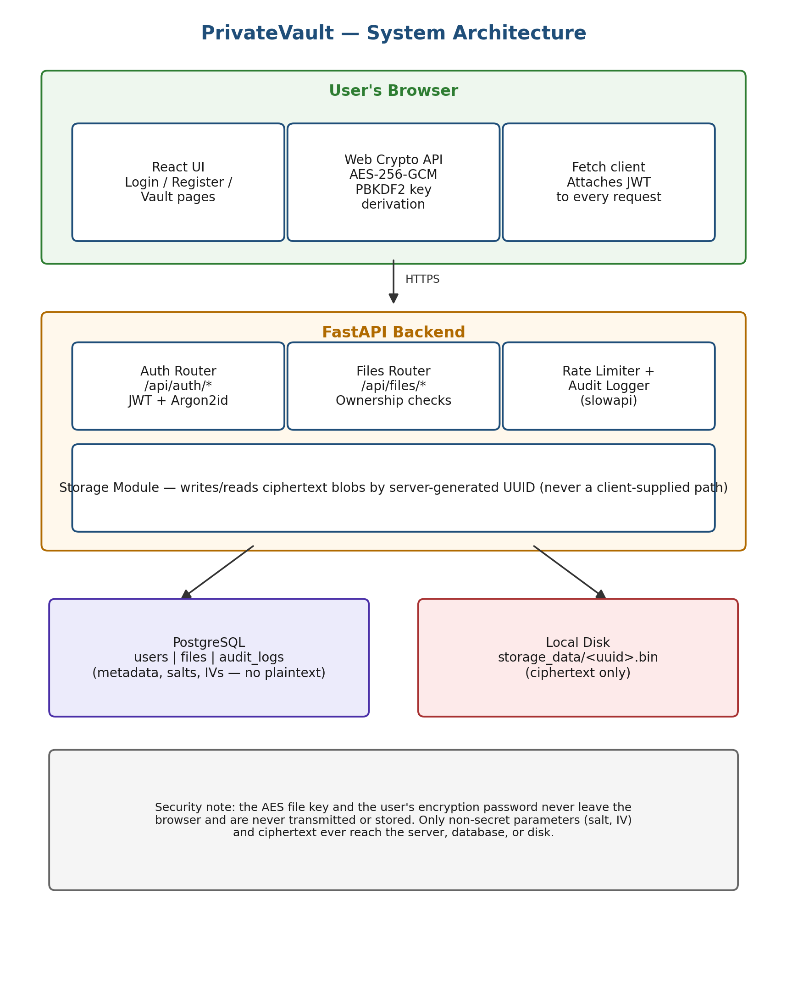 PrivateVault — System Architecture
User's Browser
React UI
Login / Register /
Vault pages
Web Crypto API
AES-256-GCM
PBKDF2 key
derivation
Fetch client
Attaches JWT
to every request
HTTPS
FastAPI Backend
Auth Router
/api/auth/*
JWT + Argon2id
Files Router
/api/files/*
Ownership checks
Rate Limiter +
Audit Logger
(slowapi)
Storage Module — writes/reads ciphertext blobs by server-generated UUID (never a client-supplied path)
PostgreSQL
users | files | audit_logs
(metadata, salts, IVs — no plaintext)
Local Disk
storage_data/<uuid>.bin
(ciphertext only)
Security note: the AES file key and the user's encryption password never leave the
browser and are never transmitted or stored. Only non-secret parameters (salt, IV)
and ciphertext ever reach the server, database, or disk.